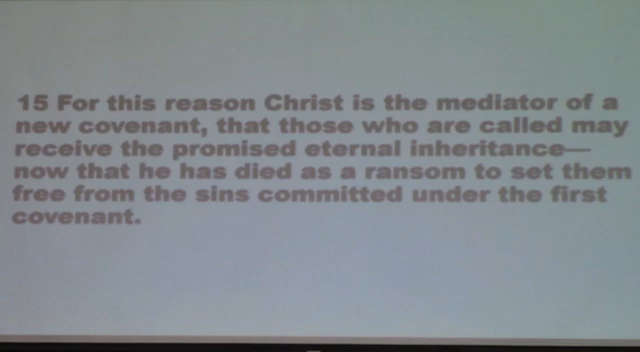 15 For this reason Christ is the mediator of a
new covenant, that those who are called may
receive the promised eternal inheritance—
now that he has died as a ransom to set them
free from the sins committed under the first
covenant.